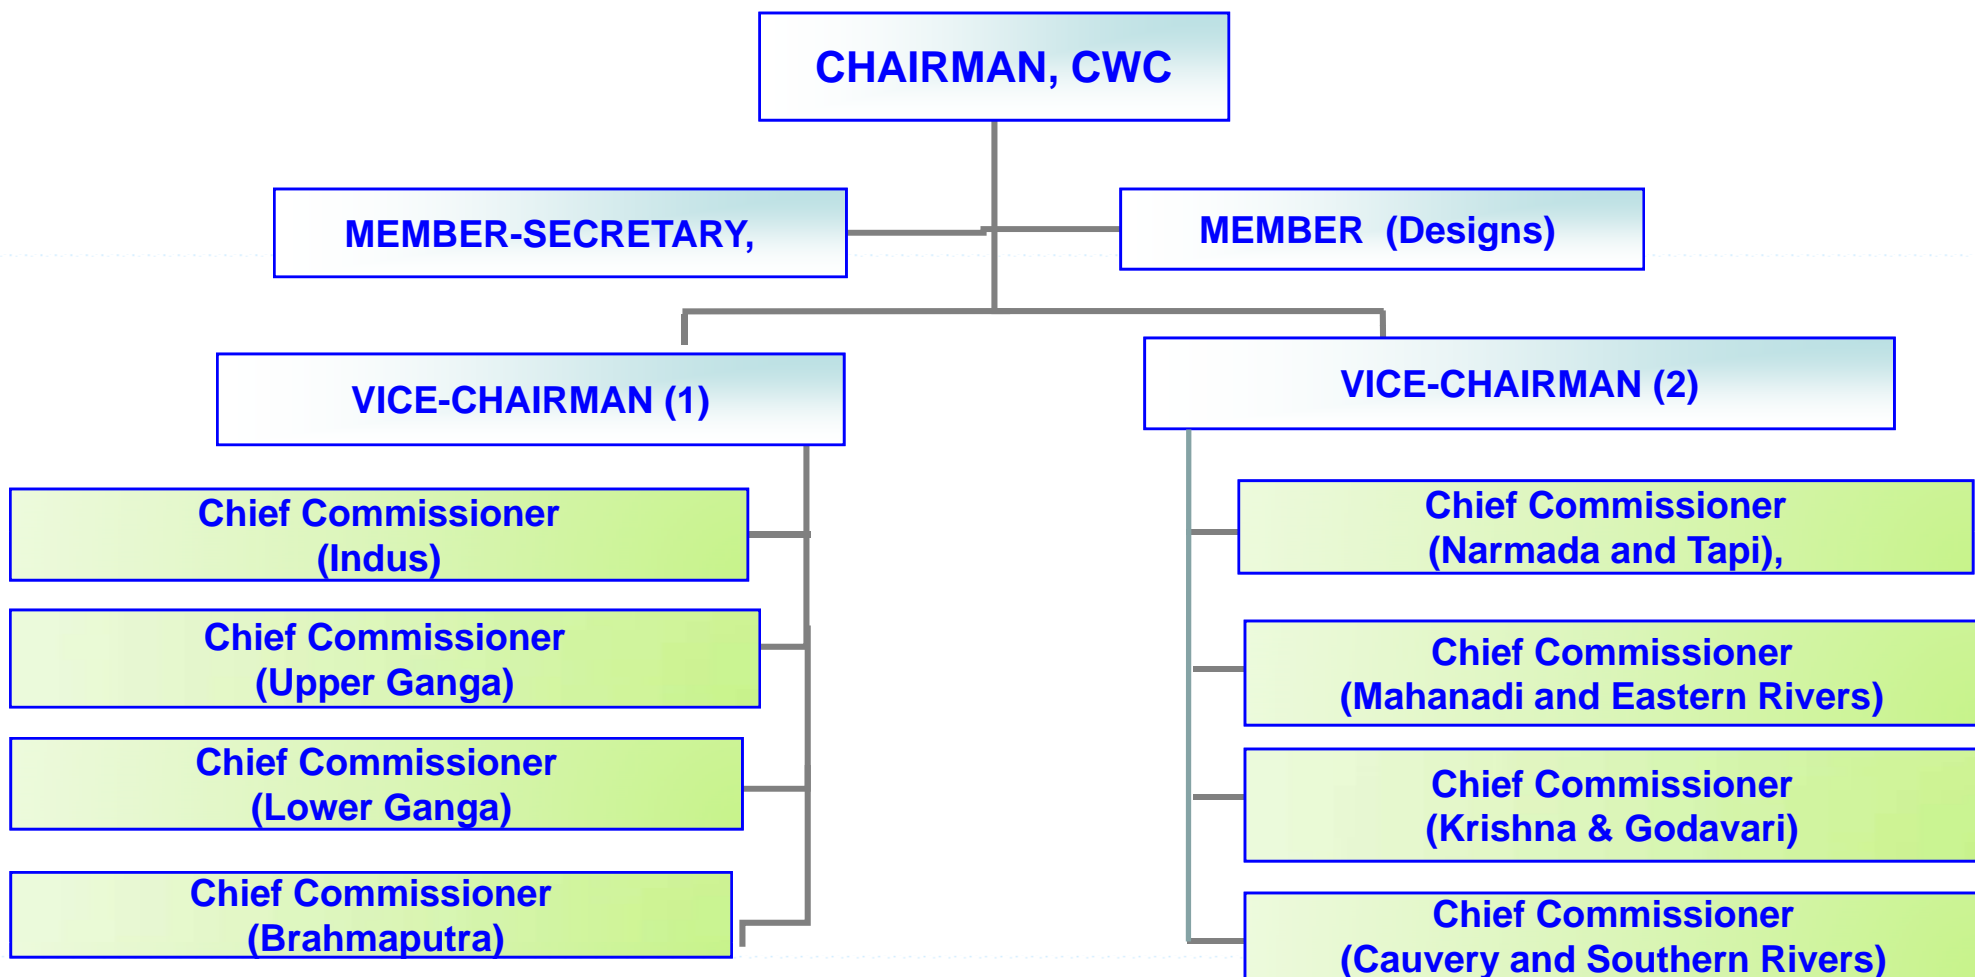 CHAIRMAN, CWC
MEMBER-SECRETARY,
MEMBER (Designs)
VICE-CHAIRMAN (1)
VICE-CHAIRMAN (2)
Chief Commissioner
(Indus)
Chief Commissioner
(Upper Ganga)
Chief Commissioner
(Lower Ganga)
Chief Commissioner
(Brahmaputra)
Chief Commissioner
(Narmada and Tapi),
Chief Commissioner
(Mahanadi and Eastern Rivers)
Chief Commissioner
(Krishna & Godavari)
Chief Commissioner
(Cauvery and Southern Rivers)